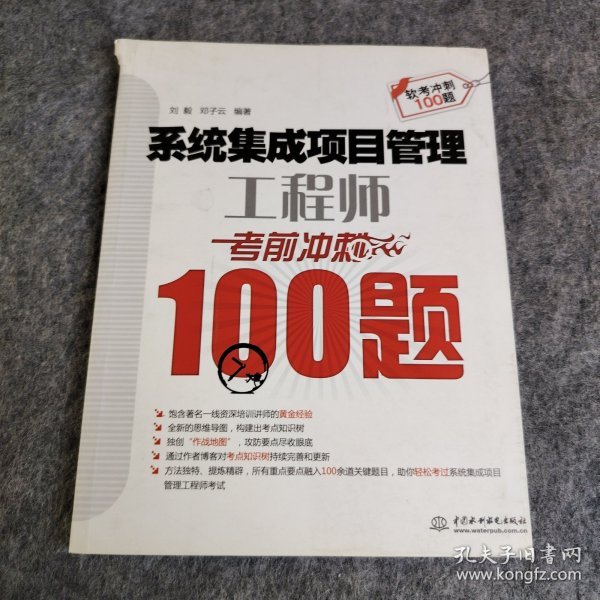 软考冲刺
100题
刘毅 邓子云 编著
系统集成项目管理
工程师
考前冲刺
100题
饱含著名一线资深培训讲师的黄金经验
全新的思维导图，构建出考点知识树
独创“作战地图”，攻防要点尽收眼底
通过作者博客对考点知识树持续完善和更新
方法独特、提炼精辟，所有重点要点融入100余道关键题目，助你轻松考过系统集成项目
管理工程师考试
中国水利水电出版社
www.waterpub.com.cn
孔夫子旧书网
www.kongfz.com